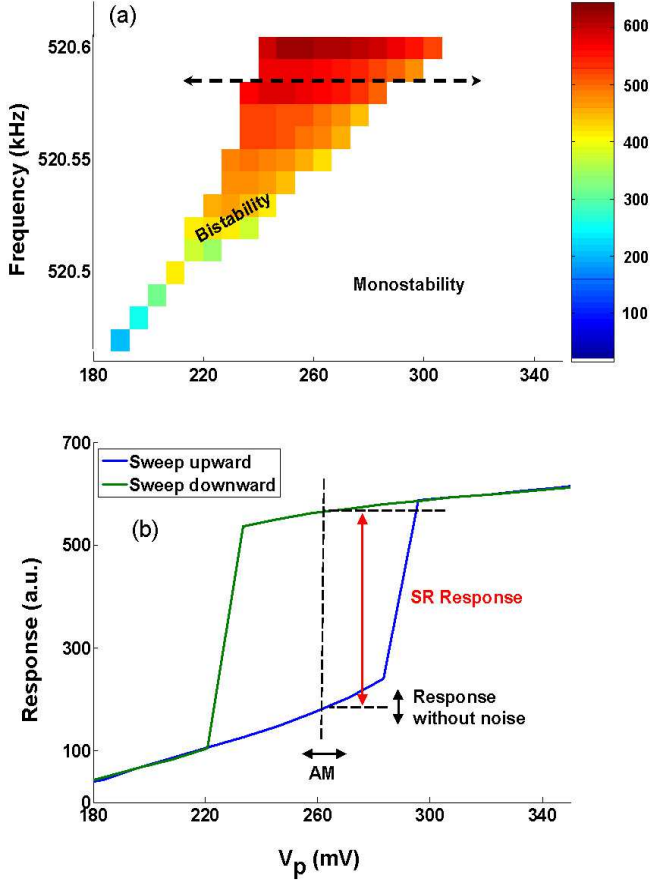 (a)
520.6
520.55
520.5
Frequency (kHz)
Bistability
Monostability
180
220
260
300
340
600
500
400
300
200
100
Sweep upward
Sweep downward
(b)
700
500
300
100
0
Response (a.u.)
SR Response
Response
without noise
AM
180
220
260
300
340
Vp (mV)